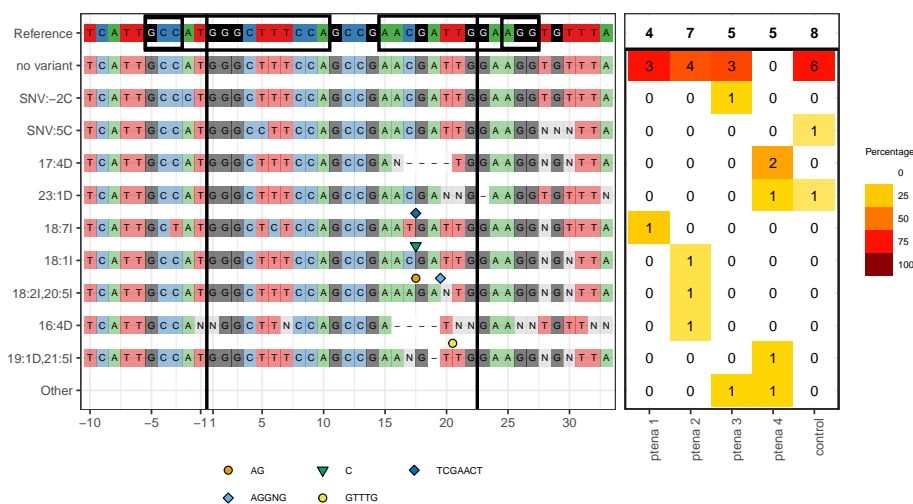 Reference T C A T T G C C A T G G G C T T T C C A G C C G A A C G A T T G G A A G G T G T T T A 4 7 5 5 8
no variant T C A T T G C C A T G G G C T T T C C A G C C G A A C G A T T G G A A G G T G T T T A 3 4 3 0 6
SNV:-2C T C A T T G C C C T G G G C T T T C C A G C C G A A C G A T T G G A A G G T G T T T A 0 0 1 0 0
SNV:5C T C A T T G C C A T G G G C C T T C C A G C C G A A C G A T T G G A A G G N N N T T A 0 0 0 0 1
17:4D T C A T T G C C A T G G G C T T T C C A G C C G A N - - - - T G G A A G G N G N T T A 0 0 0 2 0
23:1D T C A T T G C C A T G G G C T T T C C A G C C G A A C G A N N G - A A G G T G T T T N 0 0 0 1 1
18:7I T C A T T G C T A T G G G C T C T C C A G C C G A A T G A T T G G A A G G N G T T T A 1 0 0 0 0
18:1I T C A T T G C C A T G G G C T T T C C A G C C G A A C G A T T G G A A G G N G N T T A 0 1 0 0 0
18:2I,20:5I T C A T T G C C A T G G G C T T T C C A G C C G A A A G A N T G G A A G G N G N T T A 0 1 0 0 0
16:4D T C A T T G C C A N N G G C T T N C C A G C C G A - - - - T N N G A A N N T G T T N N 0 1 0 0 0
19:1D,21:5I T C A T T G C C A T G G G C T T T C C A G C C G A A N G - T T G G A A G G N G N T T A 0 0 0 1 0
Other 0 0 1 1 0
-10 -5 -1 1 5 10 15 20 25 30
ptena 1 ptena 2 ptena 3 ptena 4 control
AG C TCGAACT
AGGNG GTTTG
Percentage
0
25
50
75
100